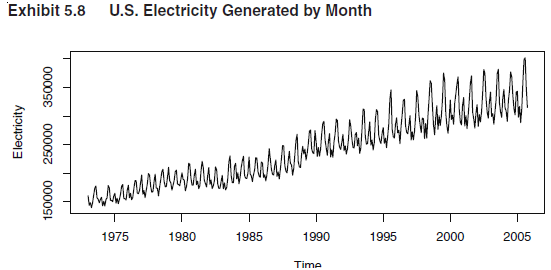 Exhibit 5.8 U.S. Electricity Generated by Month
Electricity
350000
250000
150000
1975 1980 1985 1990 1995 2000 2005
Time